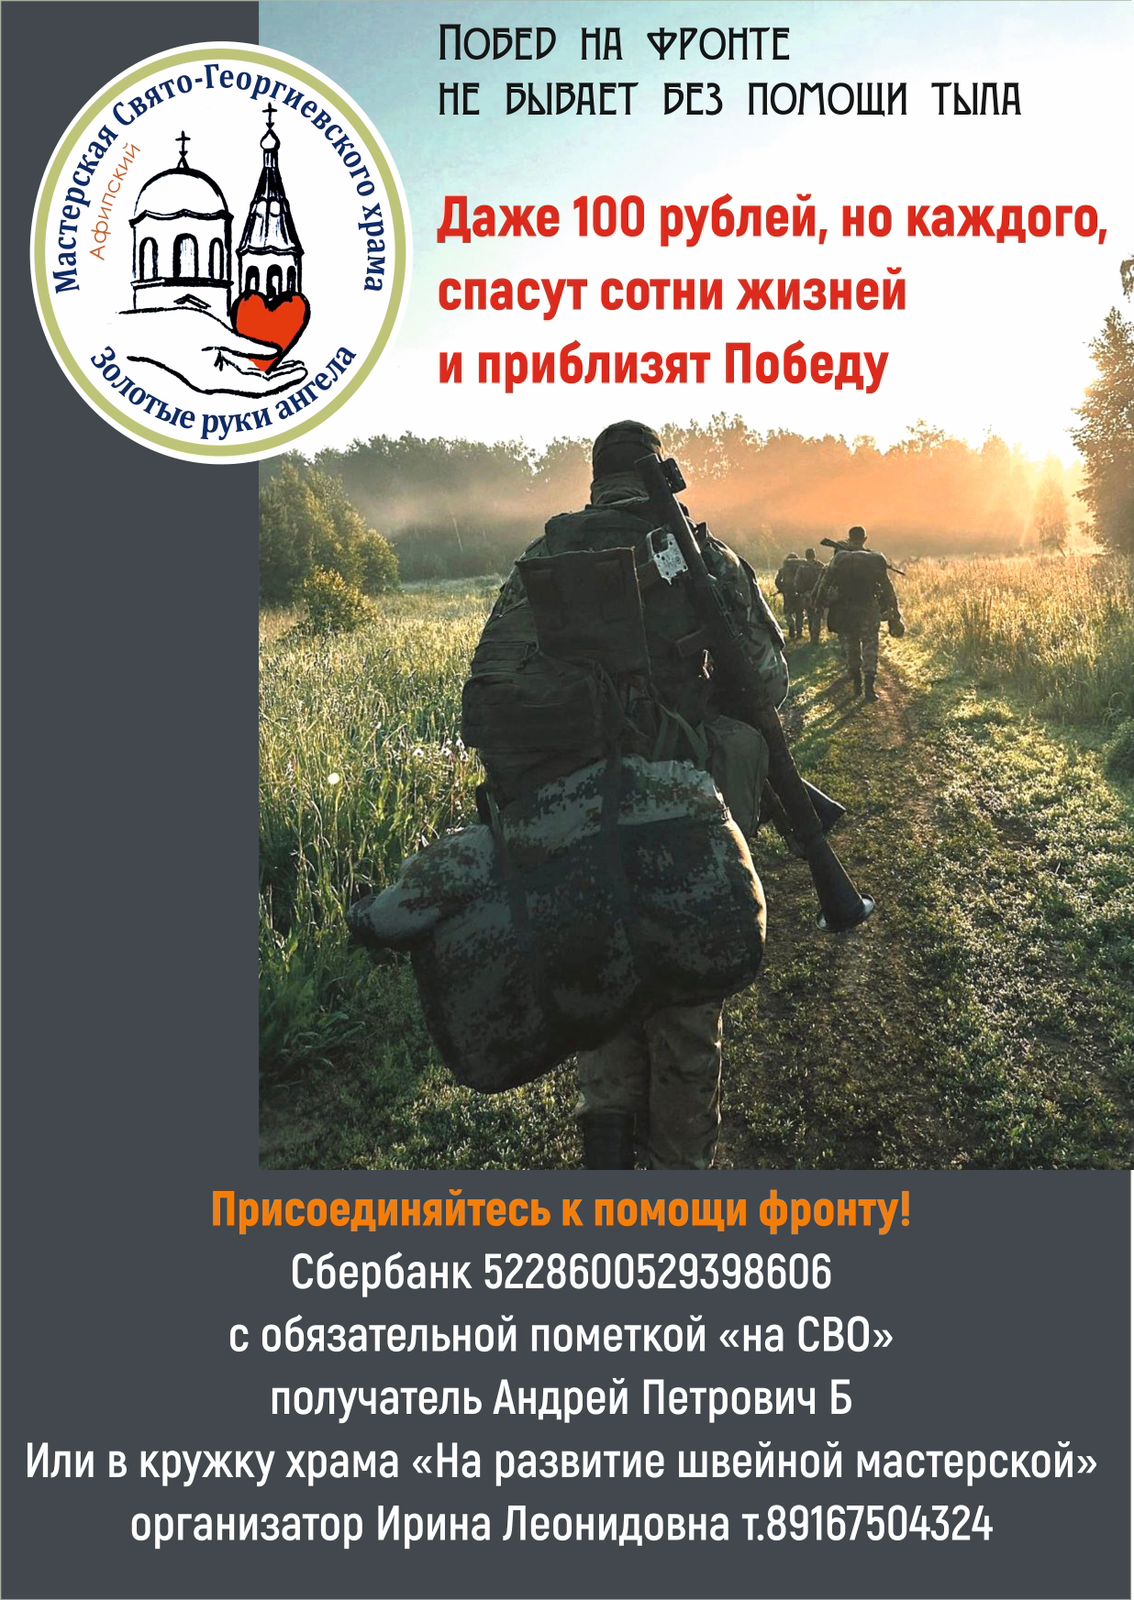 Мастерская Свято-Георгиевского храма
Афипский
Золотые руки ангела
Побед на фронте
не бывает без помощи тыла
Даже 100 рублей, но каждого,
спасут сотни жизней
и приблизят Победу
Присоединяйтесь к помощи фронту!
Сбербанк 5228600529398606
с обязательной пометкой «на СВО»
получатель Андрей Петрович Б
Или в кружку храма «На развитие швейной мастерской»
организатор Ирина Леонидовна т.89167504324